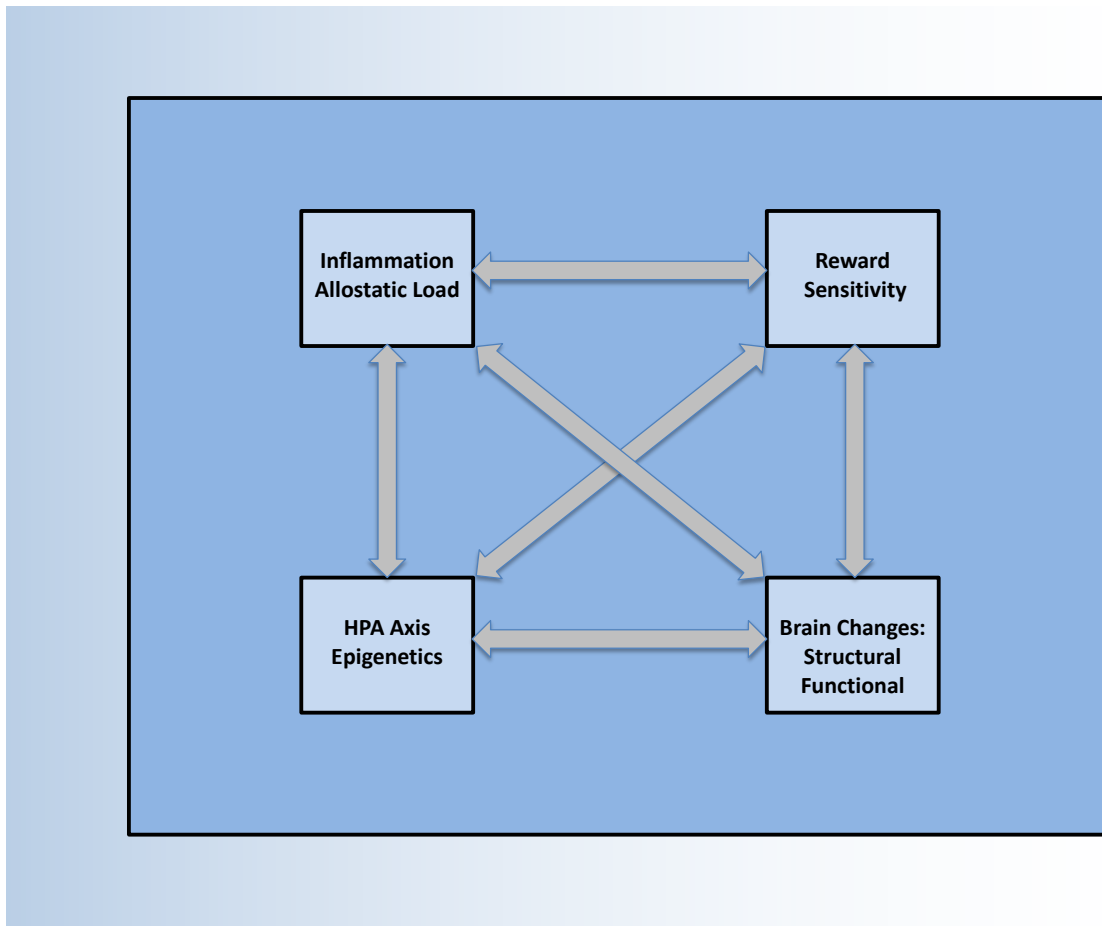 Inflammation
Allostatic Load
Reward
Sensitivity
HPA Axis
Epigenetics
Brain Changes:
Structural
Functional